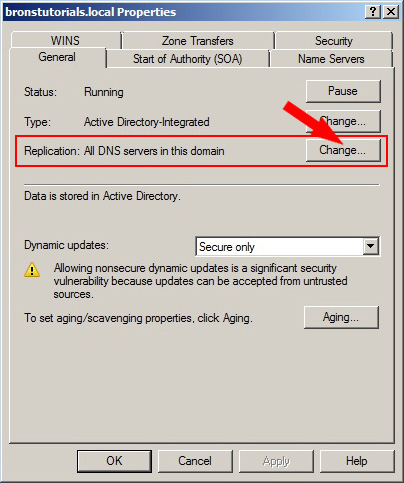 bronstutorials.local Properties
WINS Zone Transfers Security
General Start of Authority (SOA) Name Servers
Status: Running Pause
Type: Active Directory-Integrated Change...
Replication: All DNS servers in this domain Change...
Data is stored in Active Directory.
Dynamic updates: Secure only
Allowing nonsecure dynamic updates is a significant security
vulnerability because updates can be accepted from untrusted
sources.
To set aging/scavenging properties, click Aging. Aging...
OK Cancel Apply Help